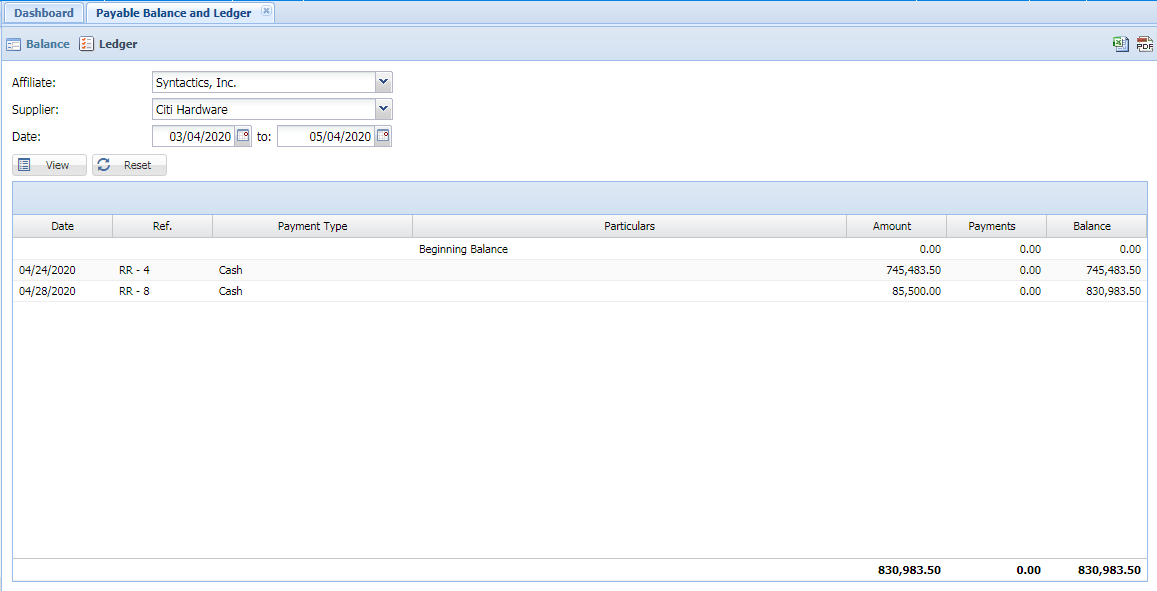 Dashboard Payable Balance and Ledger
Balance Ledger PDF
Affiliate: Syntactics, Inc.
Supplier: Citi Hardware
Date: 03/04/2020 to: 05/04/2020
View Reset
Date Ref. Payment Type Particulars Amount Payments Balance
Beginning Balance 0.00 0.00 0.00
04/24/2020 RR - 4 Cash 745,483.50 0.00 745,483.50
04/28/2020 RR - 8 Cash 85,500.00 0.00 830,983.50
830,983.50 0.00 830,983.50